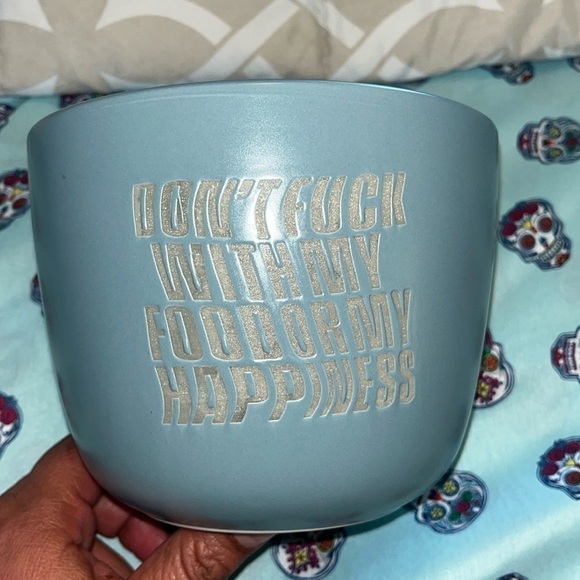 DON'T FUCK
WITH MY
FOOD OR MY
HAPPINESS